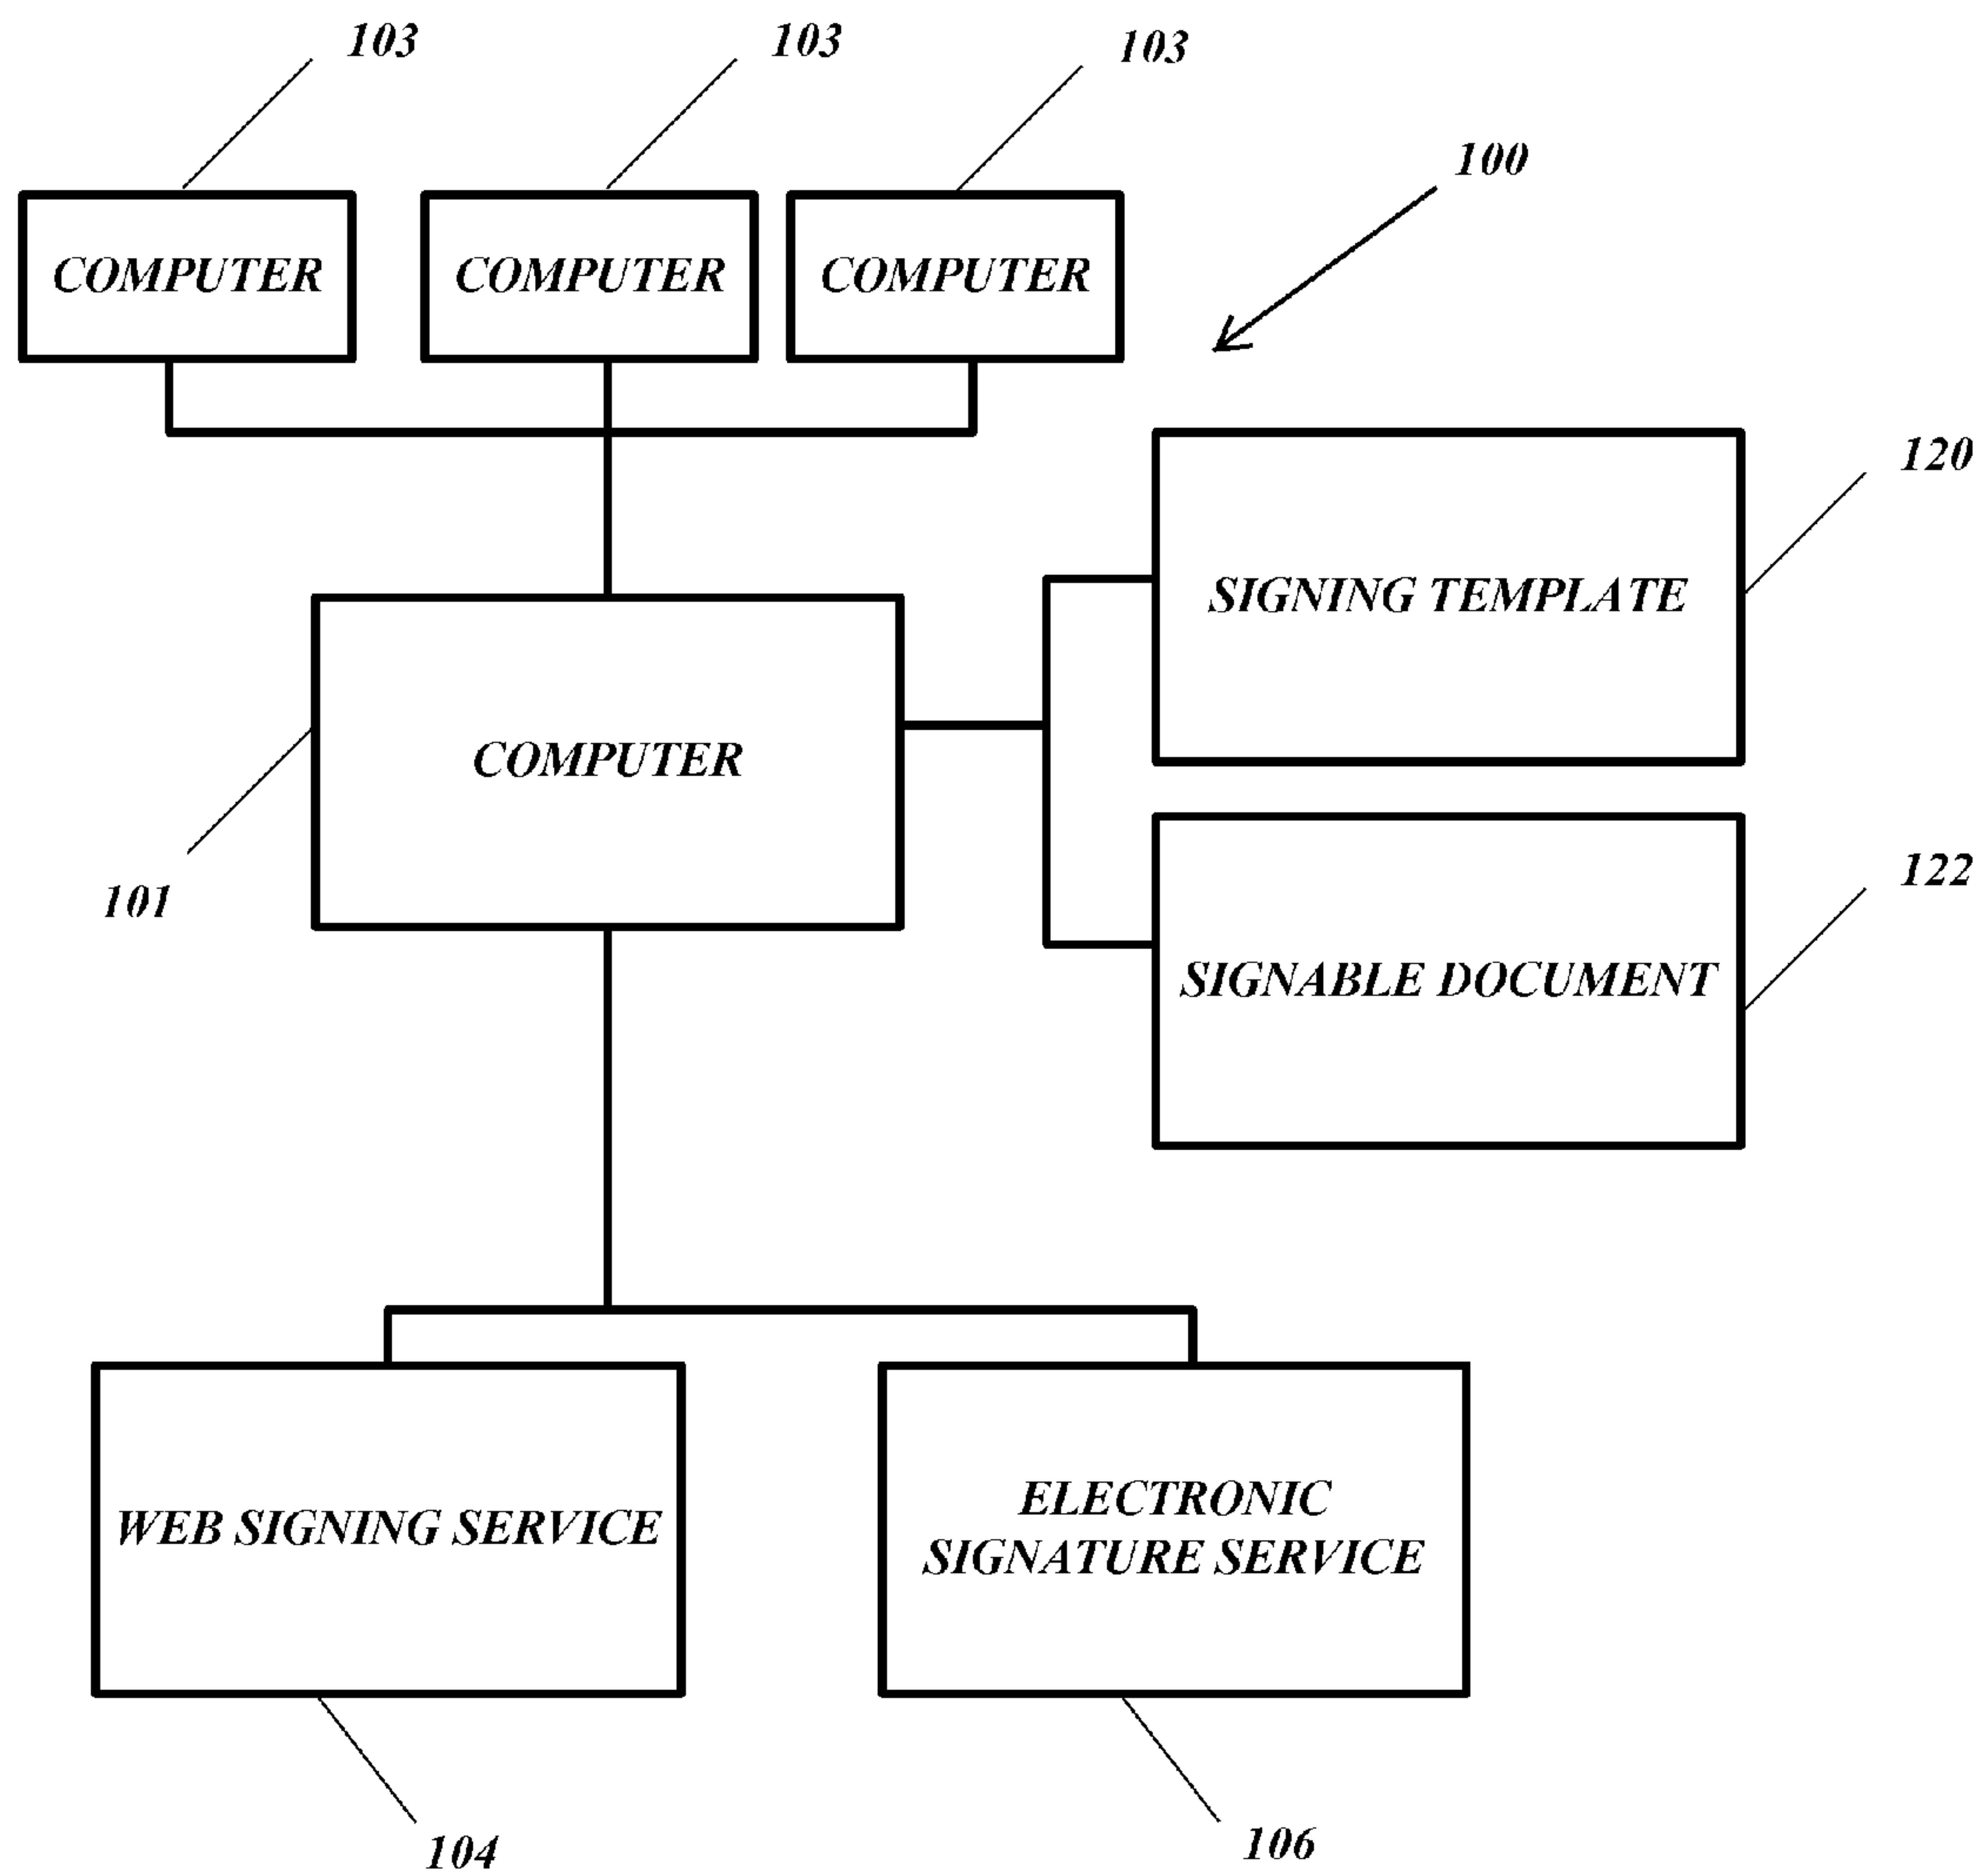 103
103
103
100
COMPUTER
COMPUTER
COMPUTER
120
SIGNING TEMPLATE
COMPUTER
101
122
SIGNABLE DOCUMENT
WEB SIGNING SERVICE
ELECTRONIC
SIGNATURE SERVICE
104
106